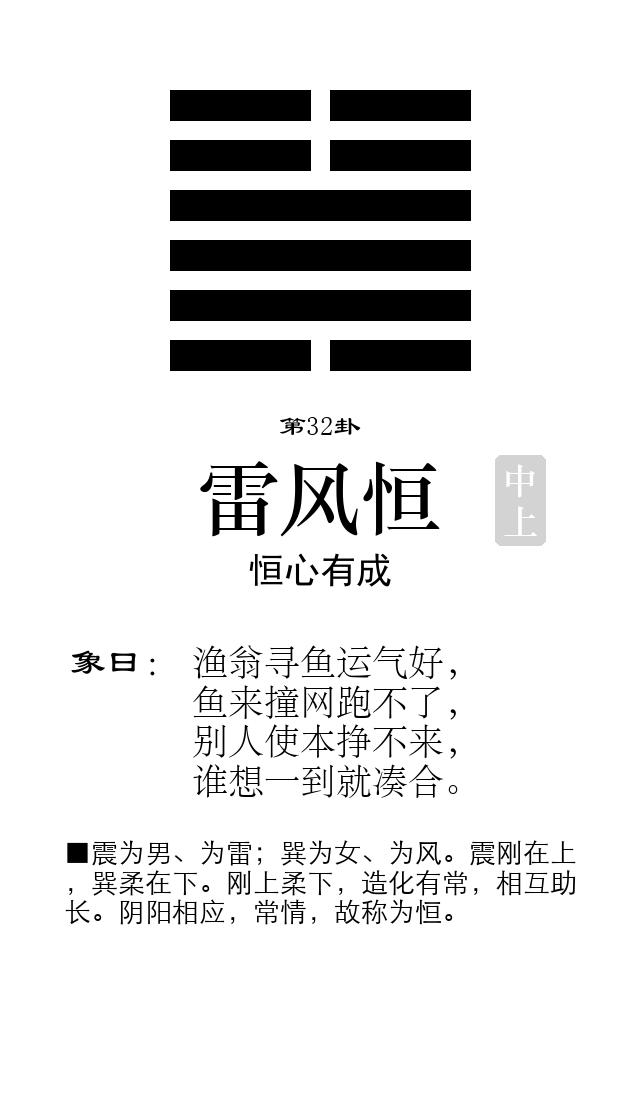 第32卦
雷风恒
中
上
恒心有成
象曰：
渔翁寻鱼运气好，
鱼来撞网跑不了，
别人使本挣不来，
谁想一到就凑合。
■震为男、为雷；巽为女、为风。震刚在上
，巽柔在下。刚上柔下，造化有常，相互助
长。阴阳相应，常情，故称为恒。